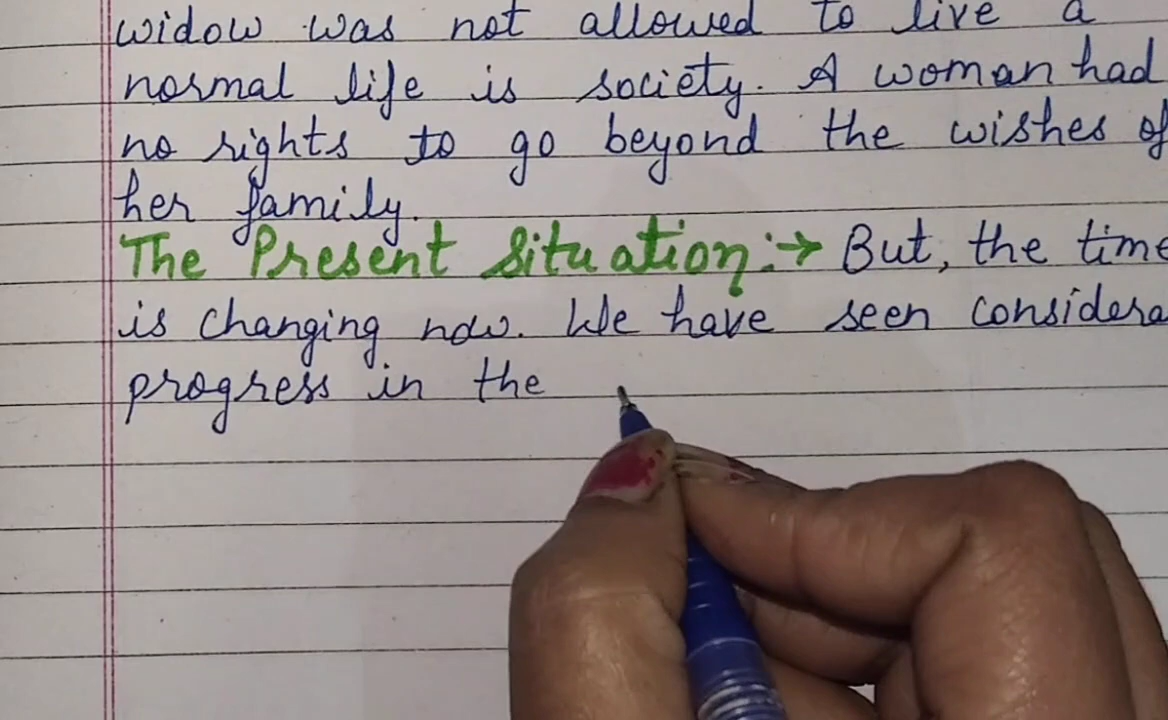 widow was not allowed to live a
normal life is society. A woman had
no rights to go beyond the wishes of
her family.
The Present Situation:→ But, the time
is changing now. We have seen considera
progress in the